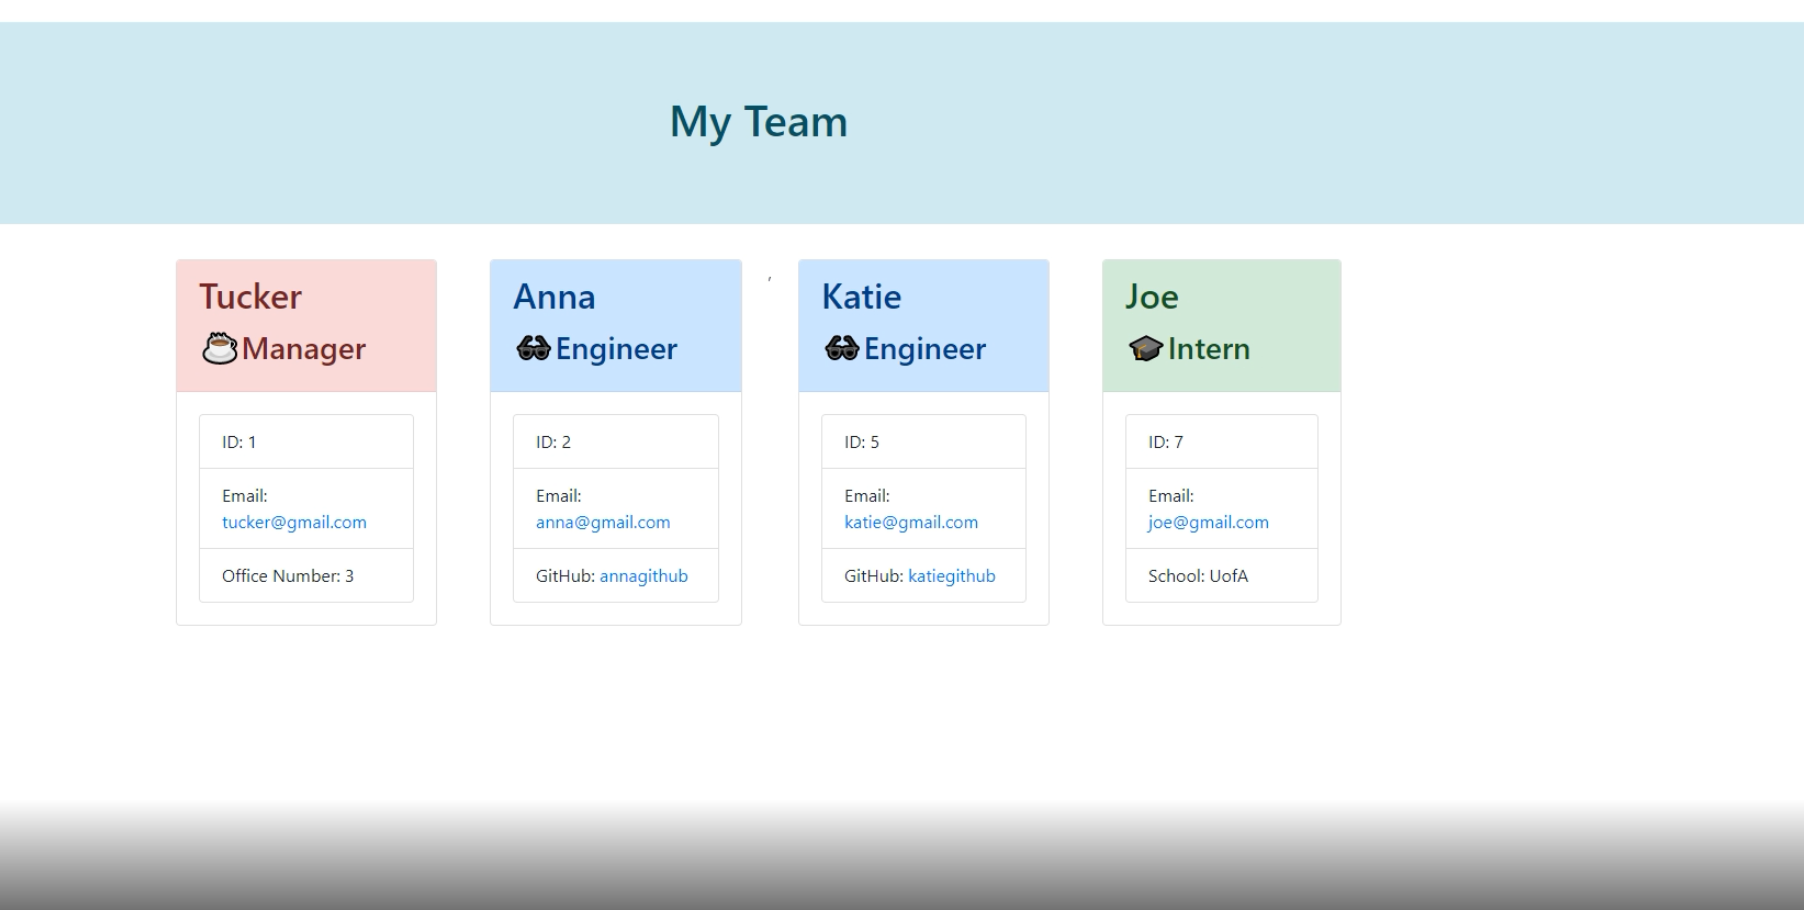 My Team
Tucker
Manager
ID: 1
Email:
tucker@gmail.com
Office Number: 3
Anna
Engineer
ID: 2
Email:
anna@gmail.com
GitHub: annagithub
,
Katie
Engineer
ID: 5
Email:
katie@gmail.com
GitHub: katiegithub
Joe
Intern
ID: 7
Email:
joe@gmail.com
School: UofA